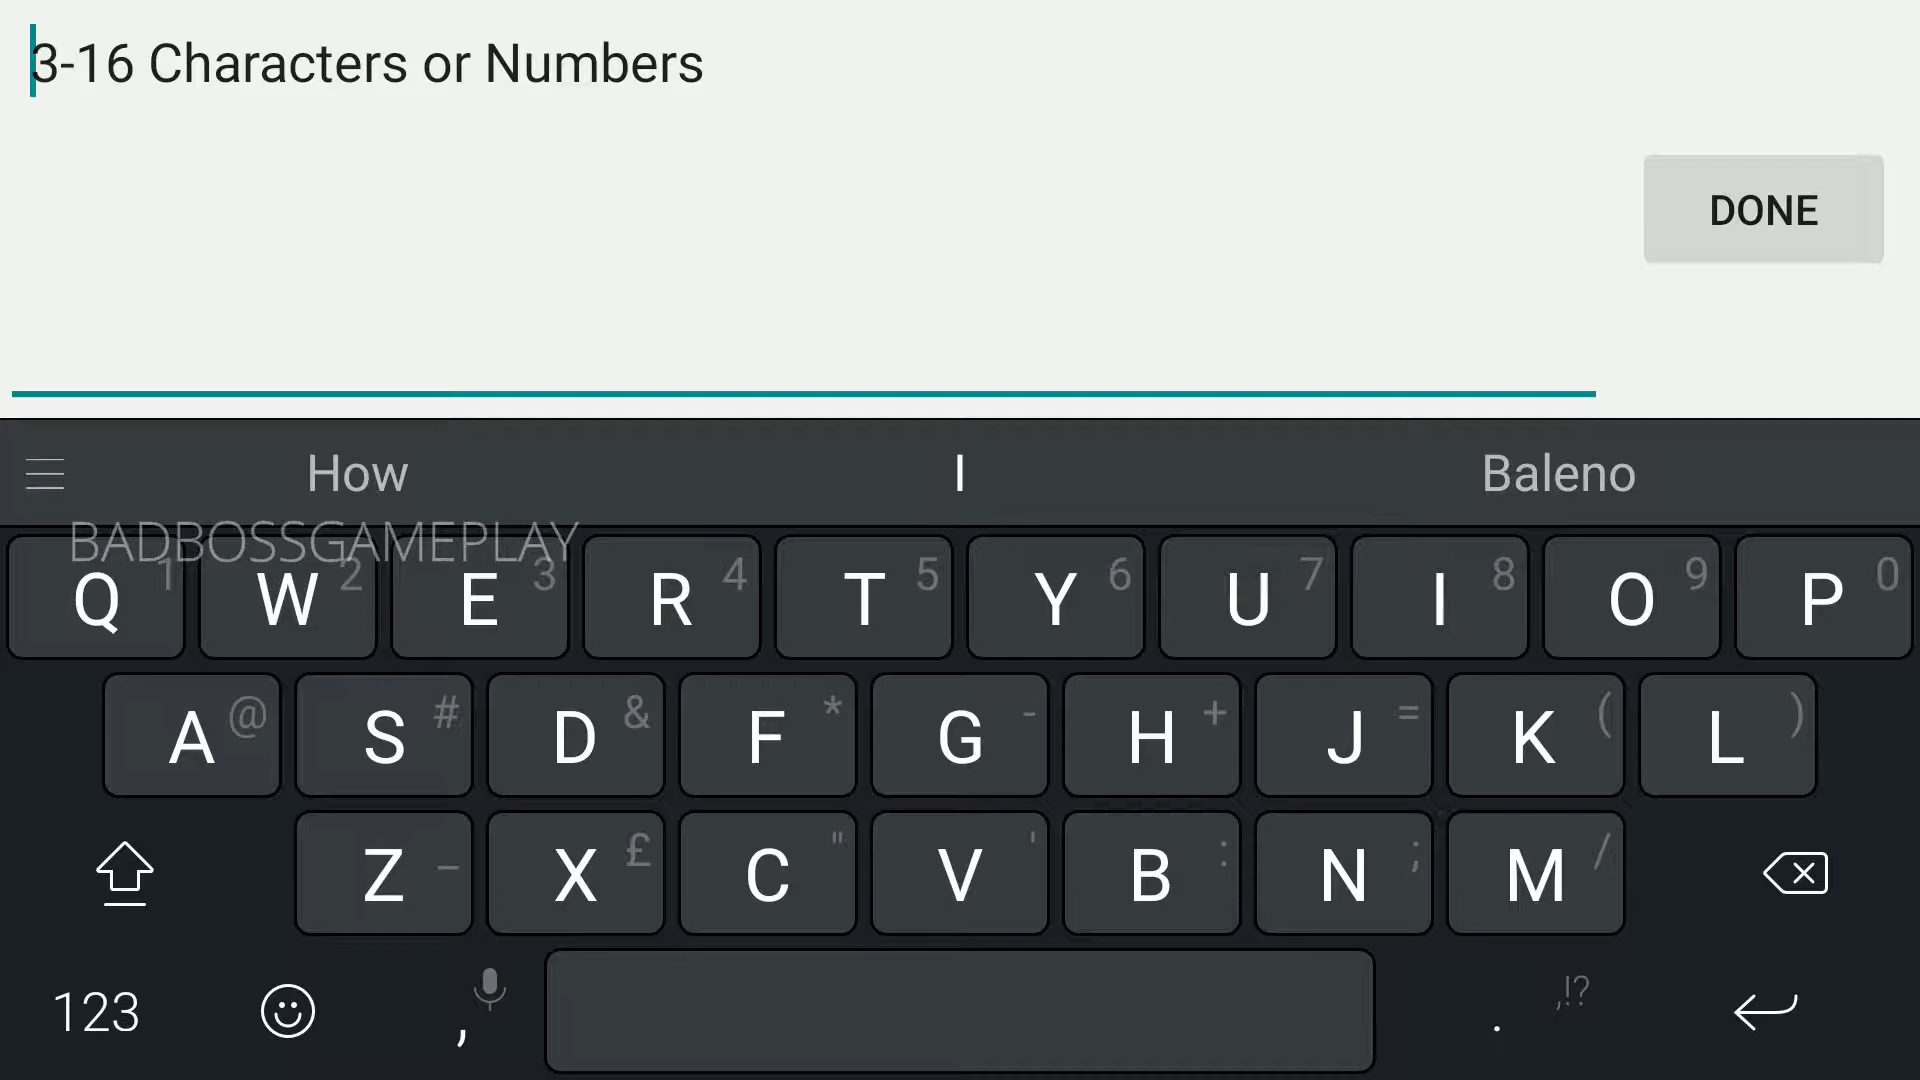 3-16 Characters or Numbers
DONE
How I Baleno
BADBOSSGAMEPLAY
Q 1 W 2 E 3 R 4 T 5 Y 6 U 7 I 8 O 9 P 0
A @ S # D & F * G - H + J = K ( L )
Z _ X £ C " V ' B : N ; M /
123 , . ,!?